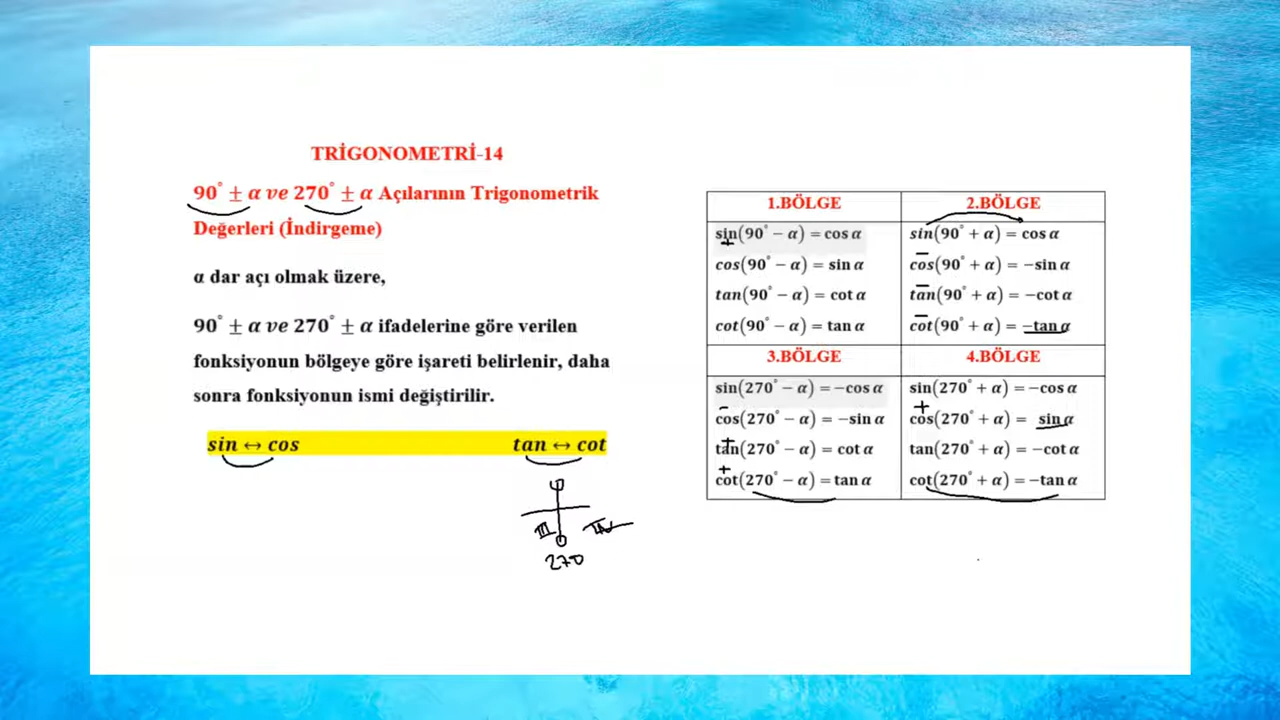 TRİGONOMETRİ-14
90° ± α ve 270° ± α Açılarının Trigonometrik
Değerleri (İndirgeme)
α dar açı olmak üzere,
90° ± α ve 270° ± α ifadelerine göre verilen
fonksiyonun bölgeye göre işareti belirlenir, daha
sonra fonksiyonun ismi değiştirilir.
sin ↔ cos tan ↔ cot
III IV
270
1.BÖLGE
sin(90° − α) = cos α
+
cos(90° − α) = sin α
tan(90° − α) = cot α
cot(90° − α) = tan α
2.BÖLGE
sin(90° + α) = cos α
−
cos(90° + α) = −sin α
−
tan(90° + α) = −cot α
−
cot(90° + α) = −tan α
3.BÖLGE
sin(270° − α) = −cos α
−
cos(270° − α) = −sin α
+
tan(270° − α) = cot α
+
cot(270° − α) = tan α
4.BÖLGE
sin(270° + α) = −cos α
+
cos(270° + α) = sin α
tan(270° + α) = −cot α
cot(270° + α) = −tan α